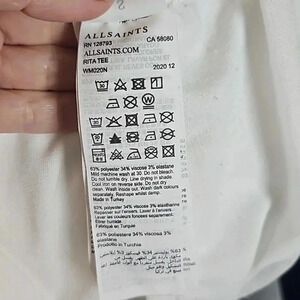 ALLSAINTS
RN 128793 CA 58080
ALLSAINTS.COM
RITA TEE
WM020N 2020 12
63% polyester 34% viscose 3% elastane
Mild machine wash at 30. Do not bleach.
Do not tumble dry. Line drying in shade.
Cool iron on reverse side. Do not dry
clean. Wash inside out. Wash dark colours
separately. Reshape whilst damp.
Made in Turkey
63% polyester 34% viscose 3% élasthanne
Repasser sur l'envers. Laver à l'envers.
Laver les couleurs foncées séparément.
Étirer humide.
Fabriqué en Turquie
63% poliestere 34% viscosa 3% elastane
Prodotto in Turchia